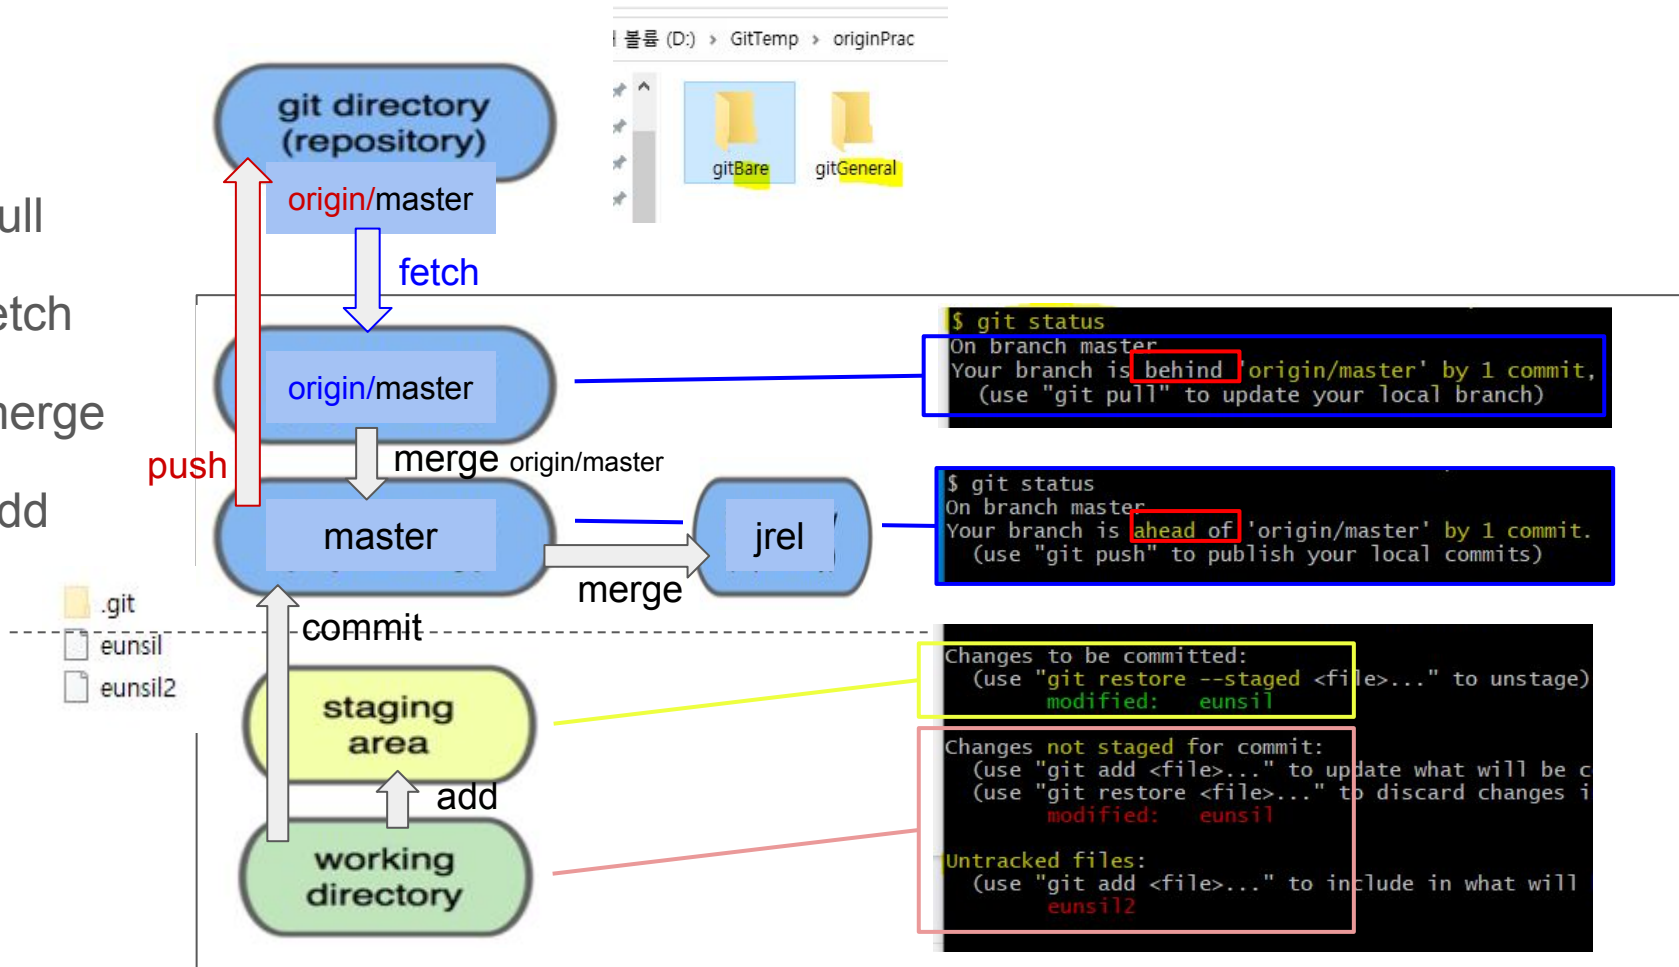 볼륨 (D:) › GitTemp › originPrac
gitBare
gitGeneral
git directory
(repository)
origin/master
ull
fetch
etch
origin/master
$ git status
On branch master
Your branch is behind 'origin/master' by 1 commit,
(use "git pull" to update your local branch)
erge
push
merge origin/master
dd
master
jrel
$ git status
On branch master
Your branch is ahead of 'origin/master' by 1 commit.
(use "git push" to publish your local commits)
merge
commit
.git
eunsil
eunsil2
staging
area
Changes to be committed:
(use "git restore --staged <file>..." to unstage)
modified: eunsil
add
Changes not staged for commit:
(use "git add <file>..." to update what will be c
(use "git restore <file>..." to discard changes i
modified: eunsil
working
directory
Untracked files:
(use "git add <file>..." to include in what will
eunsil2